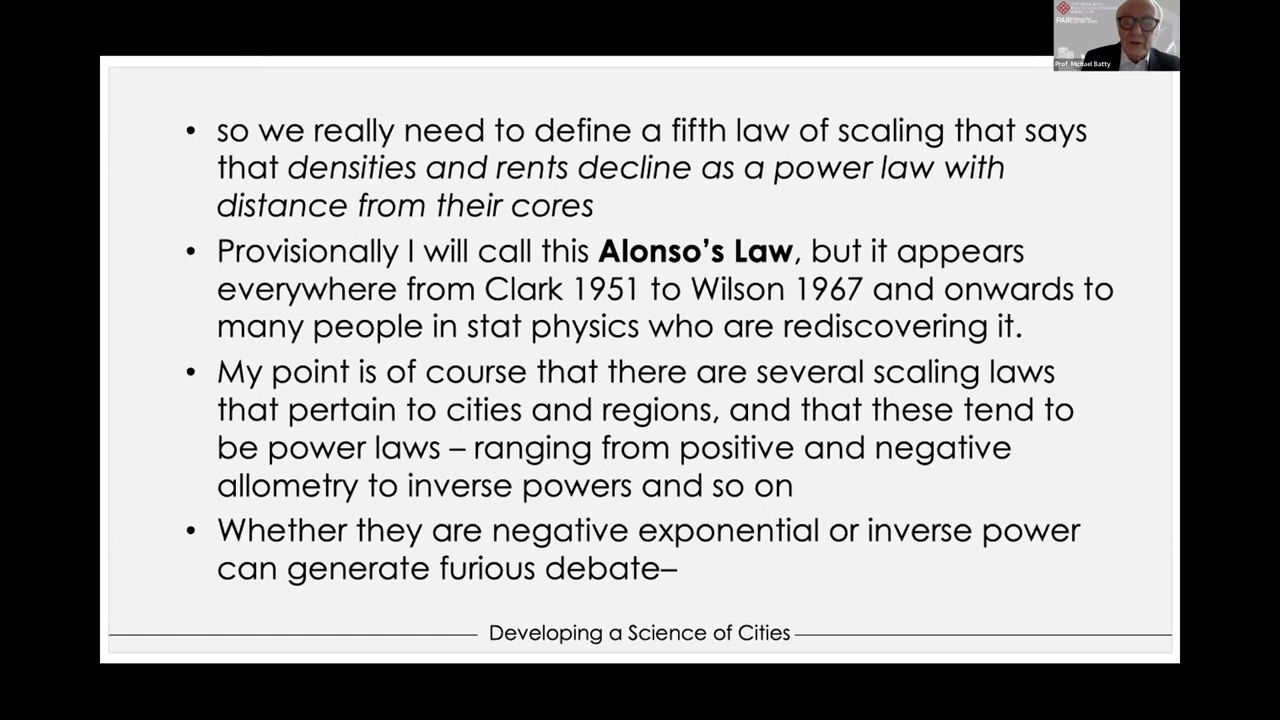 PAIR
Prof. Michael Batty
• so we really need to define a fifth law of scaling that says
that densities and rents decline as a power law with
distance from their cores
• Provisionally I will call this Alonso's Law, but it appears
everywhere from Clark 1951 to Wilson 1967 and onwards to
many people in stat physics who are rediscovering it.
• My point is of course that there are several scaling laws
that pertain to cities and regions, and that these tend to
be power laws – ranging from positive and negative
allometry to inverse powers and so on
• Whether they are negative exponential or inverse power
can generate furious debate–
Developing a Science of Cities